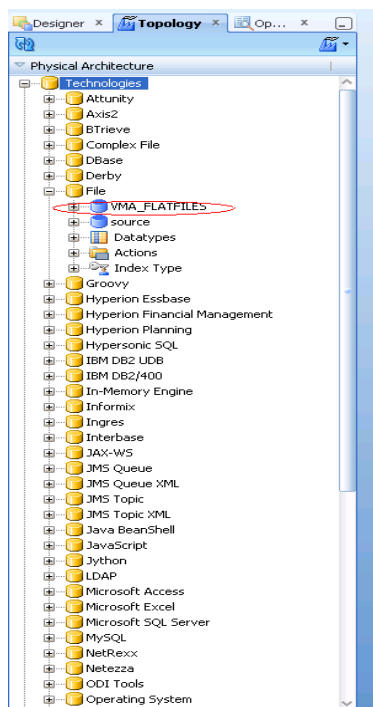 Designer Topology Op...
Physical Architecture
Technologies
Attunity
Axis2
BTrieve
Complex File
DBase
Derby
File
VMA_FLATFILES
source
Datatypes
Actions
Index Type
Groovy
Hyperion Essbase
Hyperion Financial Management
Hyperion Planning
Hypersonic SQL
IBM DB2 UDB
IBM DB2/400
In-Memory Engine
Informix
Ingres
Interbase
JAX-WS
JMS Queue
JMS Queue XML
JMS Topic
JMS Topic XML
Java BeanShell
JavaScript
Jython
LDAP
Microsoft Access
Microsoft Excel
Microsoft SQL Server
MySQL
NetRexx
Netezza
ODI Tools
Operating System